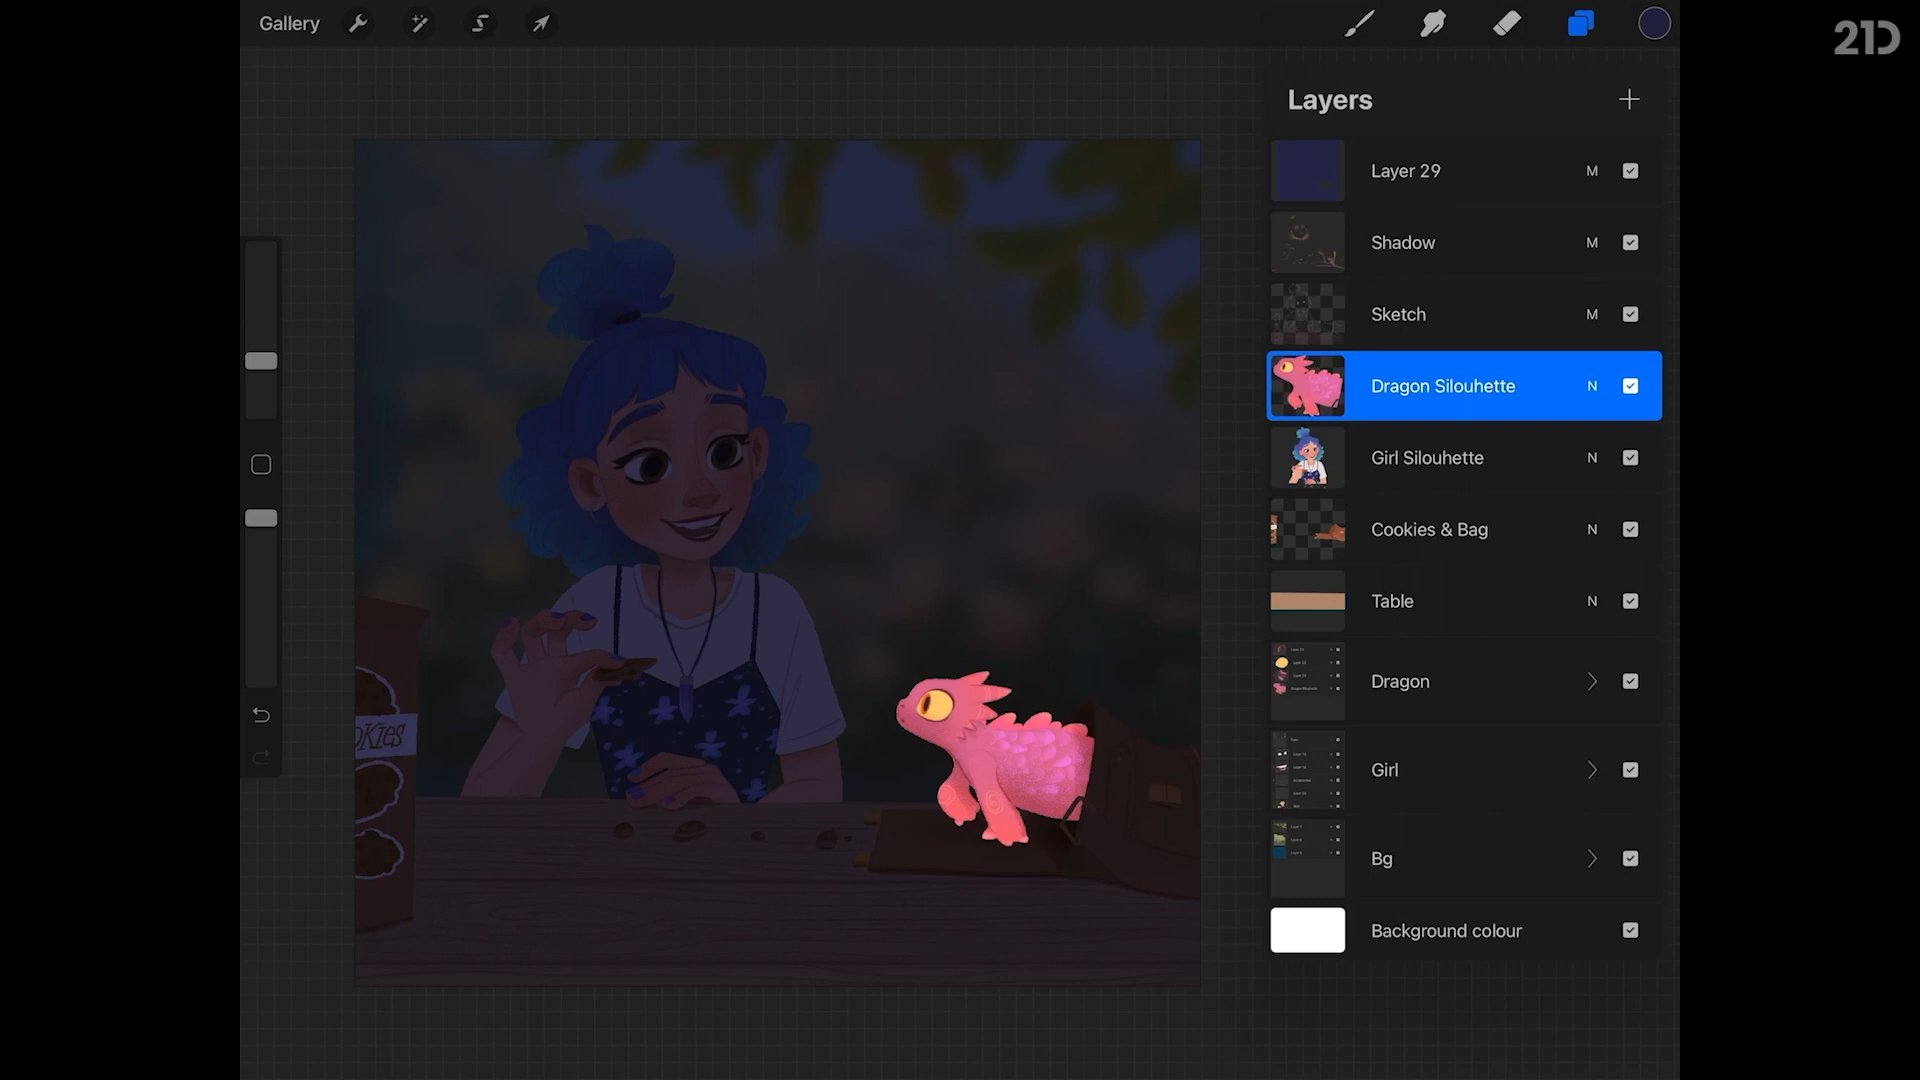 Gallery
21D
Layers
Layer 29 M
Shadow M
Sketch M
Dragon Silouhette N
Girl Silouhette N
Cookies & Bag N
Table N
Dragon
Girl
Bg
Background colour
OKIES